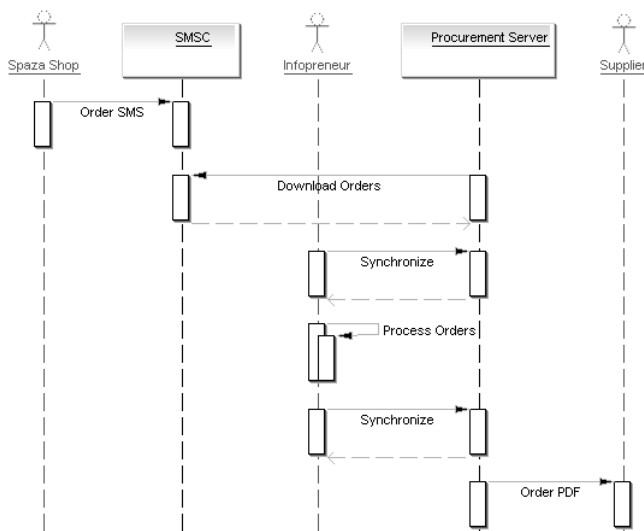 SMSC
Procurement Server
Spaza Shop
Infopreneur
Supplier
Order SMS
Download Orders
Synchronize
Process Orders
Synchronize
Order PDF